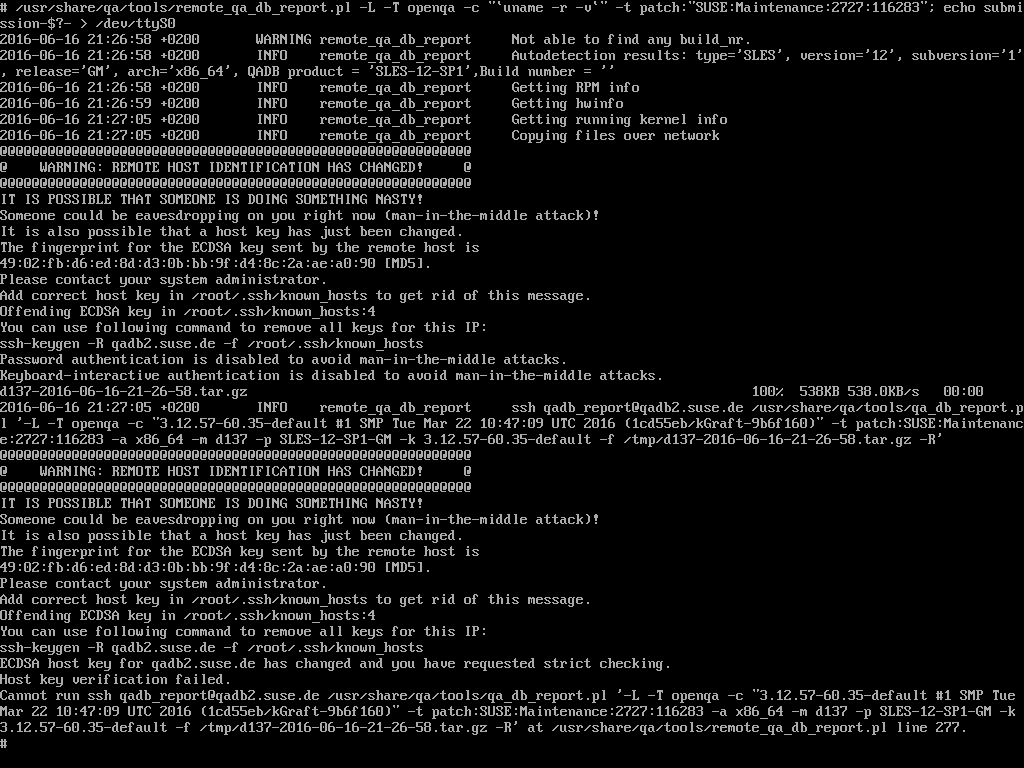 # /usr/share/qa/tools/remote_qa_db_report.pl -L -T openqa -c "`uname -r -v`" -t patch:"SUSE:Maintenance:2727:116283"; echo submi
ssion-$?- > /dev/ttyS0
2016-06-16 21:26:58 +0200       WARNING remote_qa_db_report     Not able to find any build_nr.
2016-06-16 21:26:58 +0200       INFO    remote_qa_db_report     Autodetection results: type='SLES', version='12', subversion='1'
, release='GM', arch='x86_64', QADB product = 'SLES-12-SP1',Build number = ''
2016-06-16 21:26:58 +0200       INFO    remote_qa_db_report     Getting RPM info
2016-06-16 21:26:59 +0200       INFO    remote_qa_db_report     Getting hwinfo
2016-06-16 21:27:05 +0200       INFO    remote_qa_db_report     Getting running kernel info
2016-06-16 21:27:05 +0200       INFO    remote_qa_db_report     Copying files over network
@@@@@@@@@@@@@@@@@@@@@@@@@@@@@@@@@@@@@@@@@@@@@@@@@@@@@@@@@@@
@    WARNING: REMOTE HOST IDENTIFICATION HAS CHANGED!     @
@@@@@@@@@@@@@@@@@@@@@@@@@@@@@@@@@@@@@@@@@@@@@@@@@@@@@@@@@@@
IT IS POSSIBLE THAT SOMEONE IS DOING SOMETHING NASTY!
Someone could be eavesdropping on you right now (man-in-the-middle attack)!
It is also possible that a host key has just been changed.
The fingerprint for the ECDSA key sent by the remote host is
49:02:fb:d6:ed:8d:d3:0b:bb:9f:d4:8c:2a:ae:a0:90 [MD5].
Please contact your system administrator.
Add correct host key in /root/.ssh/known_hosts to get rid of this message.
Offending ECDSA key in /root/.ssh/known_hosts:4
You can use following command to remove all keys for this IP:
ssh-keygen -R qadb2.suse.de -f /root/.ssh/known_hosts
Password authentication is disabled to avoid man-in-the-middle attacks.
Keyboard-interactive authentication is disabled to avoid man-in-the-middle attacks.
d137-2016-06-16-21-26-58.tar.gz                                                               100%  538KB 538.0KB/s   00:00
2016-06-16 21:27:05 +0200       INFO    remote_qa_db_report     ssh qadb_report@qadb2.suse.de /usr/share/qa/tools/qa_db_report.p
l '-L -T openqa -c "3.12.57-60.35-default #1 SMP Tue Mar 22 10:47:09 UTC 2016 (1cd55eb/kGraft-9b6f160)" -t patch:SUSE:Maintenanc
e:2727:116283 -a x86_64 -m d137 -p SLES-12-SP1-GM -k 3.12.57-60.35-default -f /tmp/d137-2016-06-16-21-26-58.tar.gz -R'
@@@@@@@@@@@@@@@@@@@@@@@@@@@@@@@@@@@@@@@@@@@@@@@@@@@@@@@@@@@
@    WARNING: REMOTE HOST IDENTIFICATION HAS CHANGED!     @
@@@@@@@@@@@@@@@@@@@@@@@@@@@@@@@@@@@@@@@@@@@@@@@@@@@@@@@@@@@
IT IS POSSIBLE THAT SOMEONE IS DOING SOMETHING NASTY!
Someone could be eavesdropping on you right now (man-in-the-middle attack)!
It is also possible that a host key has just been changed.
The fingerprint for the ECDSA key sent by the remote host is
49:02:fb:d6:ed:8d:d3:0b:bb:9f:d4:8c:2a:ae:a0:90 [MD5].
Please contact your system administrator.
Add correct host key in /root/.ssh/known_hosts to get rid of this message.
Offending ECDSA key in /root/.ssh/known_hosts:4
You can use following command to remove all keys for this IP:
ssh-keygen -R qadb2.suse.de -f /root/.ssh/known_hosts
ECDSA host key for qadb2.suse.de has changed and you have requested strict checking.
Host key verification failed.
Cannot run ssh qadb_report@qadb2.suse.de /usr/share/qa/tools/qa_db_report.pl '-L -T openqa -c "3.12.57-60.35-default #1 SMP Tue
Mar 22 10:47:09 UTC 2016 (1cd55eb/kGraft-9b6f160)" -t patch:SUSE:Maintenance:2727:116283 -a x86_64 -m d137 -p SLES-12-SP1-GM -k
3.12.57-60.35-default -f /tmp/d137-2016-06-16-21-26-58.tar.gz -R' at /usr/share/qa/tools/remote_qa_db_report.pl line 277.
#